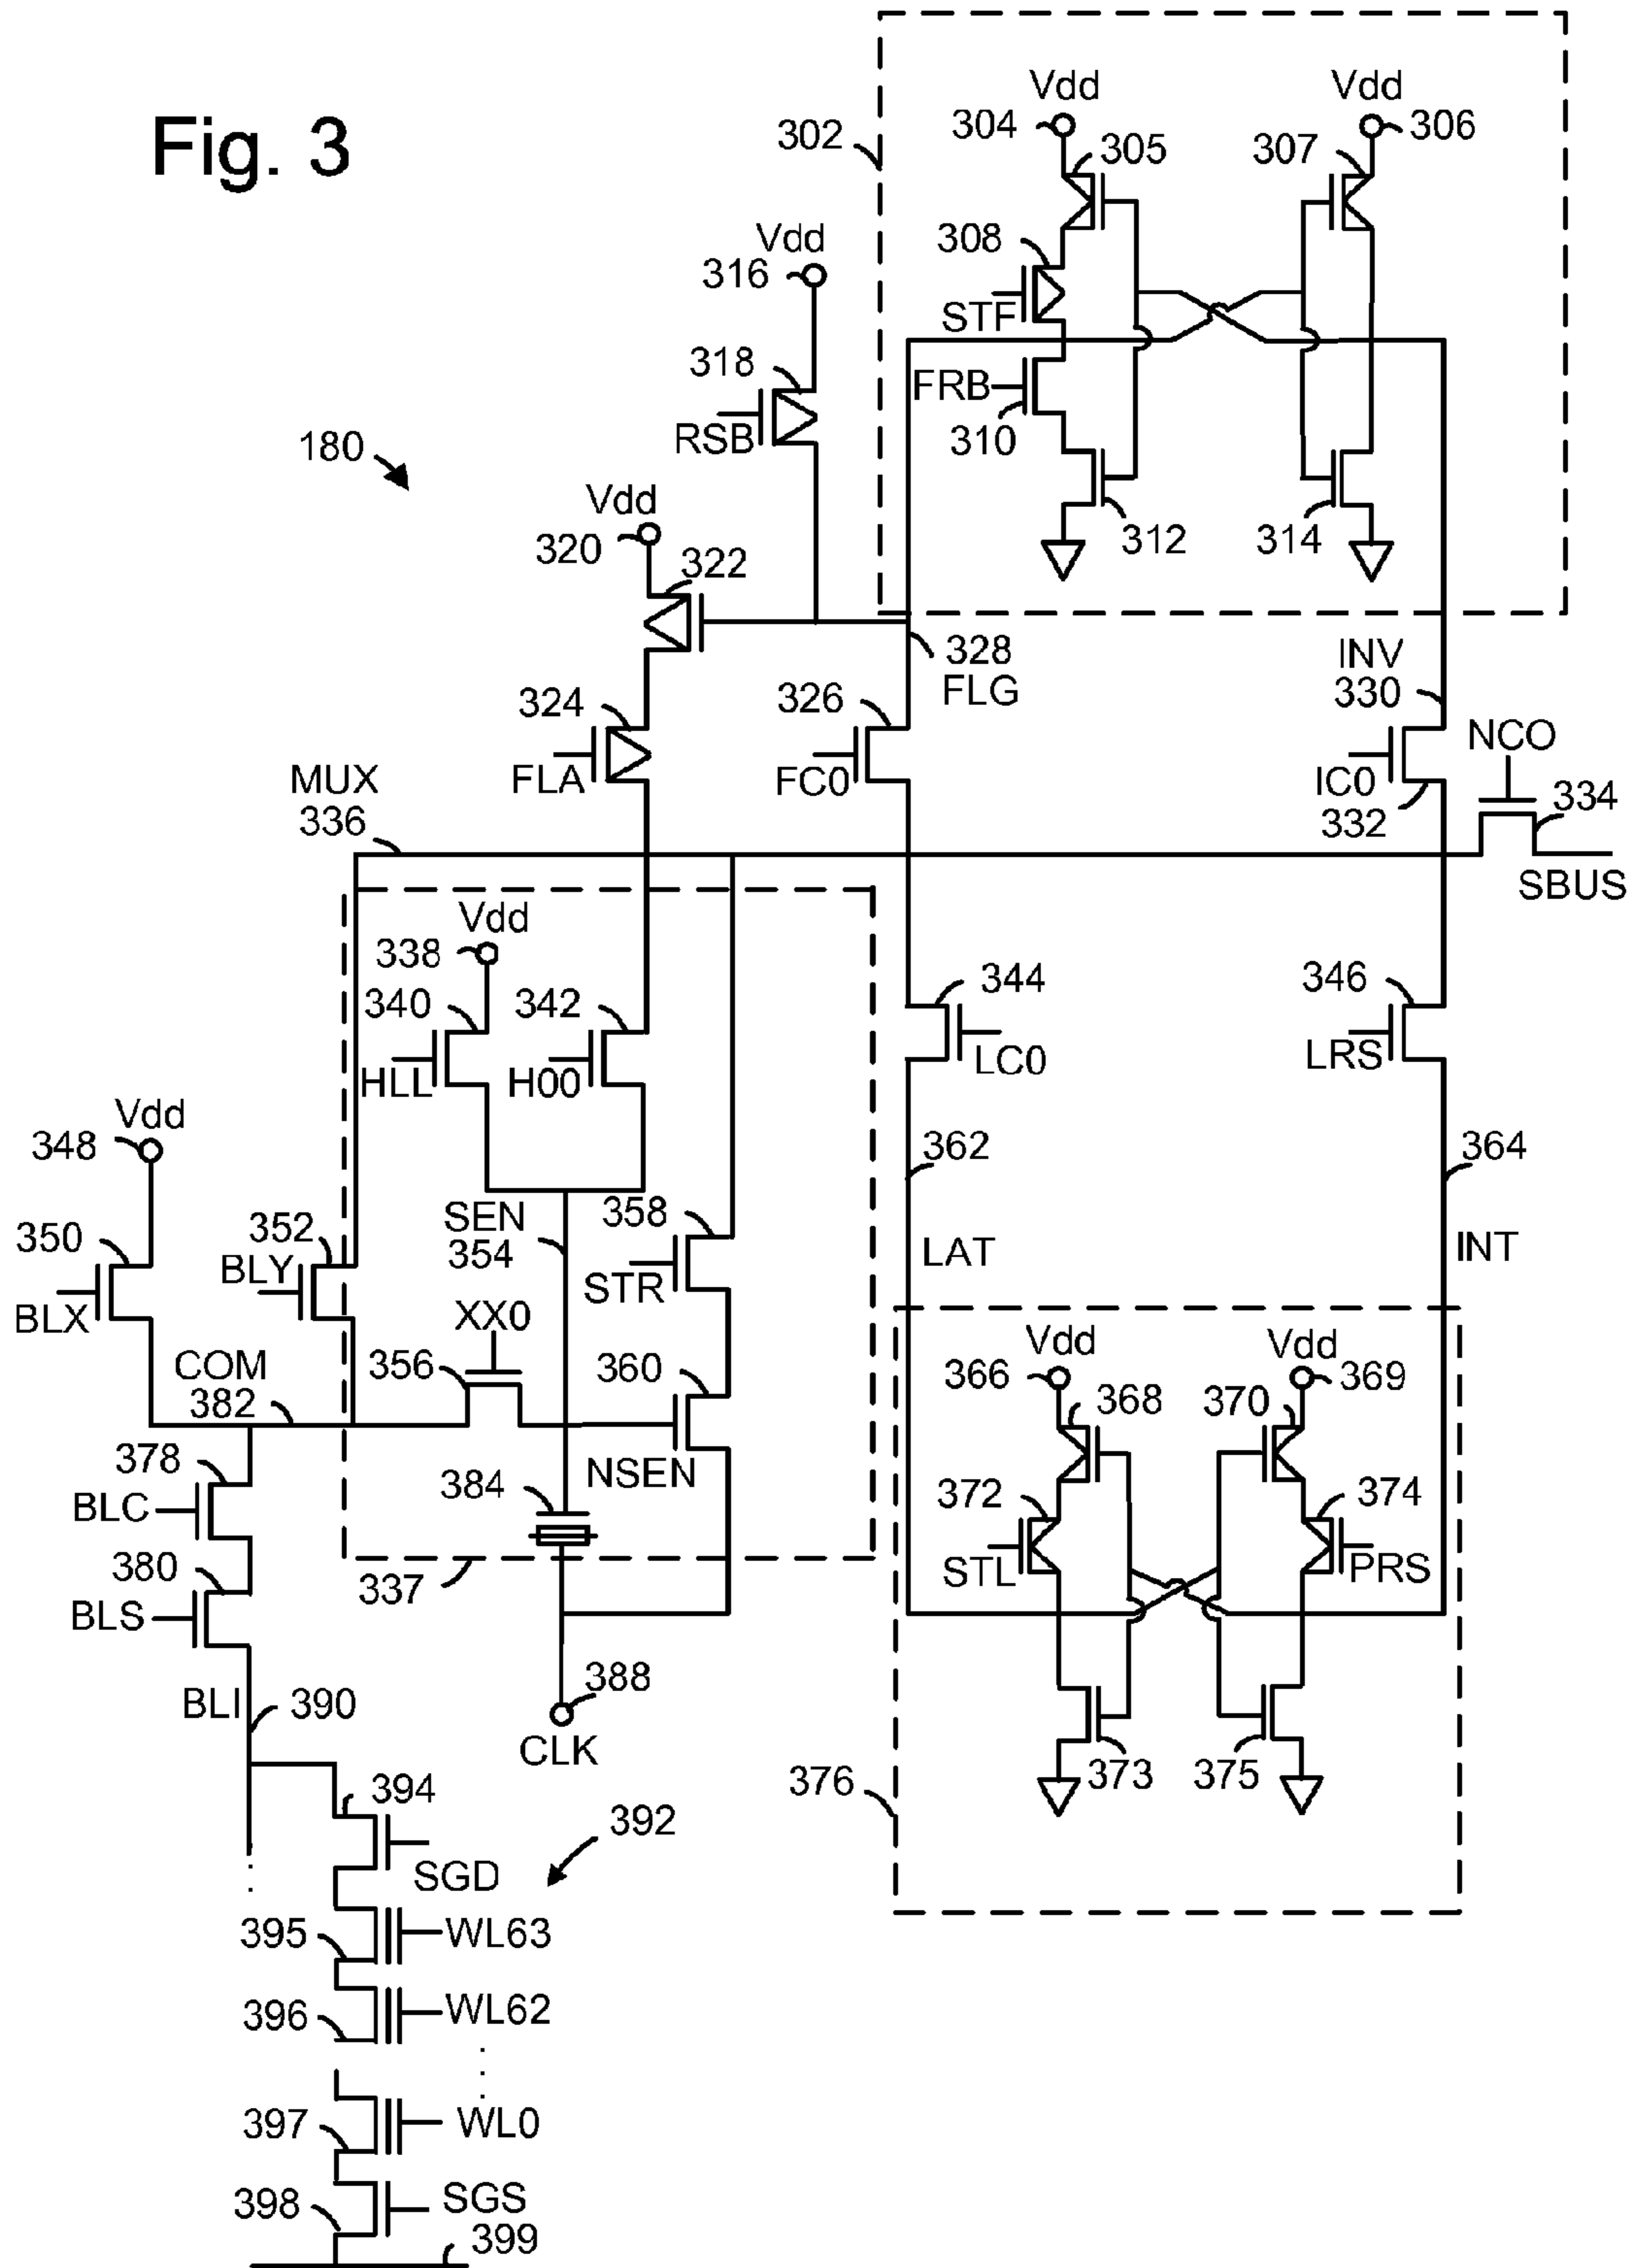 Fig. 3
Vdd
Vdd
302
304
306
305
307
308
STF
Vdd
316
FRB
310
318
RSB
180
312
314
Vdd
320
322
328
FLG
INV
330
324
FLA
326
FC0
NCO
IC0
332
334
MUX
336
SBUS
Vdd
338
340
342
HLL
H00
344
LC0
346
LRS
Vdd
348
362
364
350
BLX
352
BLY
SEN
354
358
STR
LAT
INT
XX0
356
360
COM
382
NSEN
Vdd
366
Vdd
369
368
370
378
BLC
384
372
STL
374
PRS
380
BLS
337
BLI
390
388
CLK
373
375
376
394
392
SGD
395
WL63
396
WL62
397
WL0
398
SGS
399